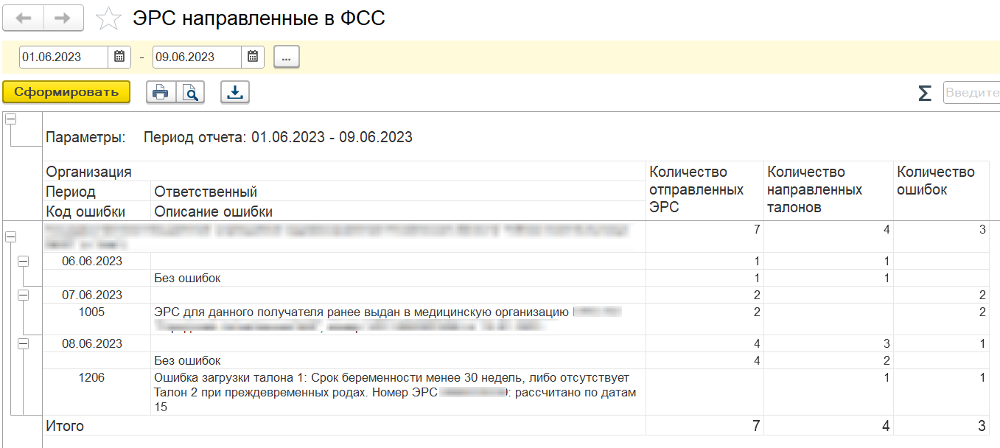 ЭРС направленные в ФСС
01.06.2023 - 09.06.2023 ...
Сформировать Σ Введите
Параметры: Период отчета: 01.06.2023 - 09.06.2023
Организация Количество отправленных ЭРС Количество направленных талонов Количество ошибок
Период Ответственный
Код ошибки Описание ошибки
7 4 3
06.06.2023 1 1
Без ошибок 1 1
07.06.2023 2 2
1005 ЭРС для данного получателя ранее выдан в медицинскую организацию 2 2
08.06.2023 4 3 1
Без ошибок 4 2
1206 Ошибка загрузки талона 1: Срок беременности менее 30 недель, либо отсутствует 1 1
Талон 2 при преждевременных родах. Номер ЭРС : рассчитано по датам
15
Итого 7 4 3